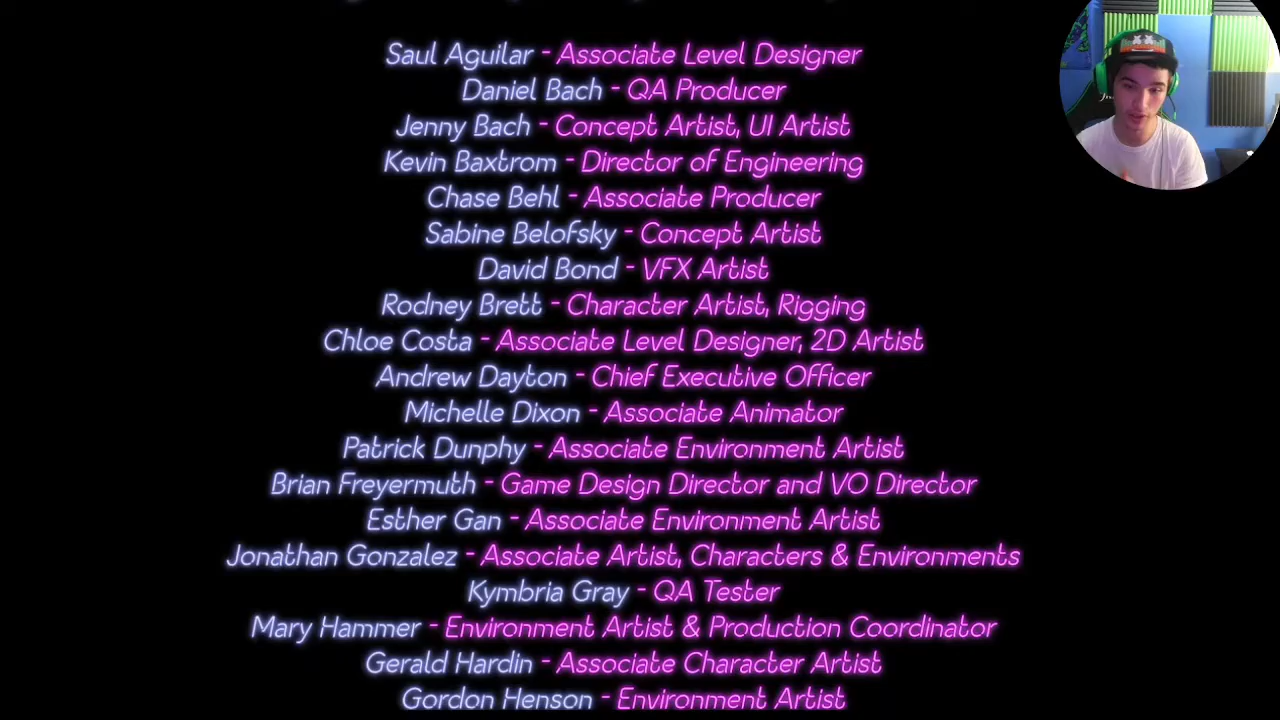 Saul Aguilar - Associate Level Designer
Daniel Bach - QA Producer
Jenny Bach - Concept Artist, UI Artist
Kevin Baxtrom - Director of Engineering
Chase Behl - Associate Producer
Sabine Belofsky - Concept Artist
David Bond - VFX Artist
Rodney Brett - Character Artist, Rigging
Chloe Costa - Associate Level Designer, 2D Artist
Andrew Dayton - Chief Executive Officer
Michelle Dixon - Associate Animator
Patrick Dunphy - Associate Environment Artist
Brian Freyermuth - Game Design Director and VO Director
Esther Gan - Associate Environment Artist
Jonathan Gonzalez - Associate Artist, Characters & Environments
Kymbria Gray - QA Tester
Mary Hammer - Environment Artist & Production Coordinator
Gerald Hardin - Associate Character Artist
Gordon Henson - Environment Artist